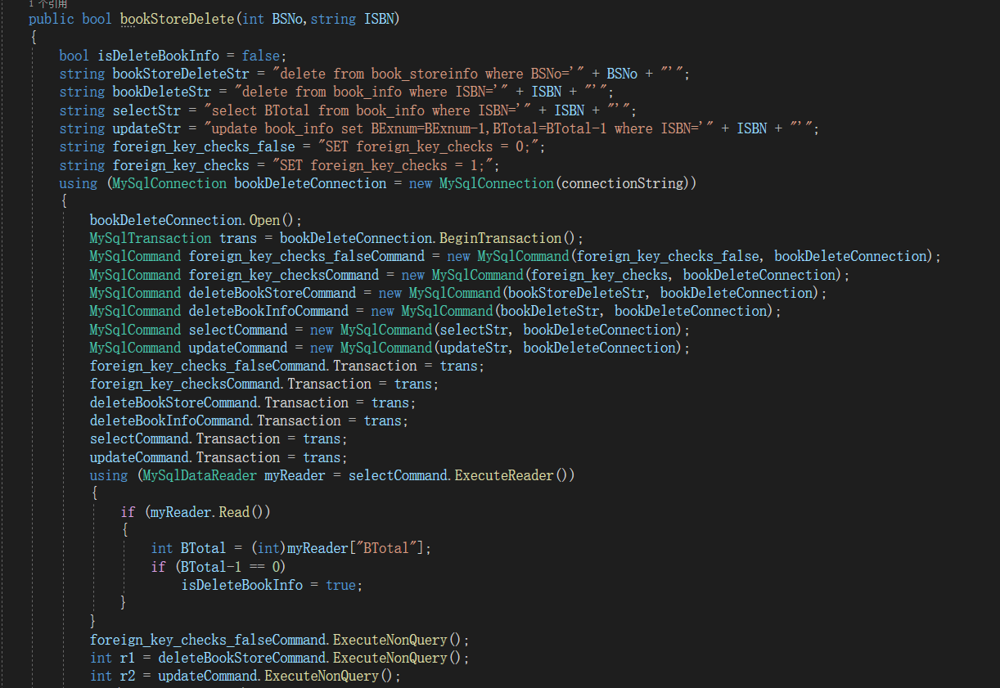 1 个引用
public bool bookStoreDelete(int BSNo,string ISBN)
{
bool isDeleteBookInfo = false;
string bookStoreDeleteStr = "delete from book_storeinfo where BSNo='" + BSNo + "'";
string bookDeleteStr = "delete from book_info where ISBN='" + ISBN + "'";
string selectStr = "select BTotal from book_info where ISBN='" + ISBN + "'";
string updateStr = "update book_info set BExnum=BExnum-1,BTotal=BTotal-1 where ISBN='" + ISBN + "'";
string foreign_key_checks_false = "SET foreign_key_checks = 0;";
string foreign_key_checks = "SET foreign_key_checks = 1;";
using (MySqlConnection bookDeleteConnection = new MySqlConnection(connectionString))
{
bookDeleteConnection.Open();
MySqlTransaction trans = bookDeleteConnection.BeginTransaction();
MySqlCommand foreign_key_checks_falseCommand = new MySqlCommand(foreign_key_checks_false, bookDeleteConnection);
MySqlCommand foreign_key_checksCommand = new MySqlCommand(foreign_key_checks, bookDeleteConnection);
MySqlCommand deleteBookStoreCommand = new MySqlCommand(bookStoreDeleteStr, bookDeleteConnection);
MySqlCommand deleteBookInfoCommand = new MySqlCommand(bookDeleteStr, bookDeleteConnection);
MySqlCommand selectCommand = new MySqlCommand(selectStr, bookDeleteConnection);
MySqlCommand updateCommand = new MySqlCommand(updateStr, bookDeleteConnection);
foreign_key_checks_falseCommand.Transaction = trans;
foreign_key_checksCommand.Transaction = trans;
deleteBookStoreCommand.Transaction = trans;
deleteBookInfoCommand.Transaction = trans;
selectCommand.Transaction = trans;
updateCommand.Transaction = trans;
using (MySqlDataReader myReader = selectCommand.ExecuteReader())
{
if (myReader.Read())
{
int BTotal = (int)myReader["BTotal"];
if (BTotal-1 == 0)
isDeleteBookInfo = true;
}
}
foreign_key_checks_falseCommand.ExecuteNonQuery();
int r1 = deleteBookStoreCommand.ExecuteNonQuery();
int r2 = updateCommand.ExecuteNonQuery();